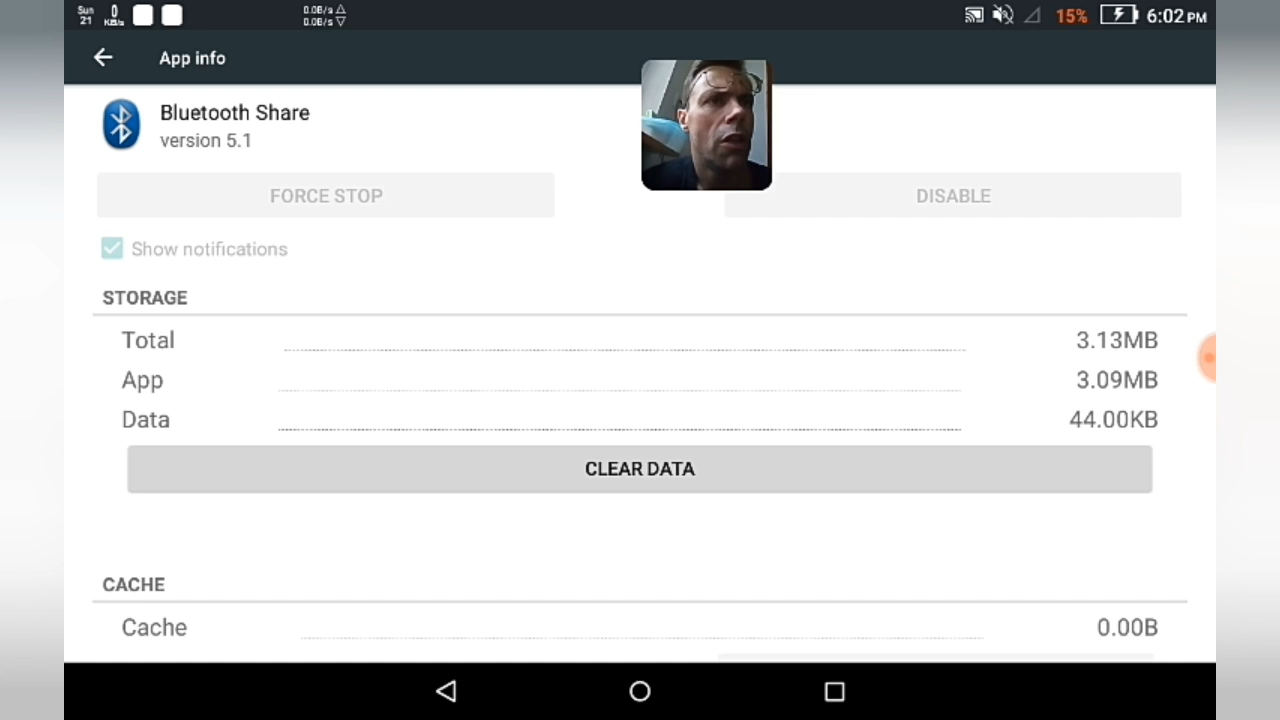 Sun 21 0 KB/s 0.0B/s △ 0.0B/s ▽ 15% 6:02 PM
App info
Bluetooth Share
version 5.1
FORCE STOP DISABLE
Show notifications
STORAGE
Total 3.13MB
App 3.09MB
Data 44.00KB
CLEAR DATA
CACHE
Cache 0.00B